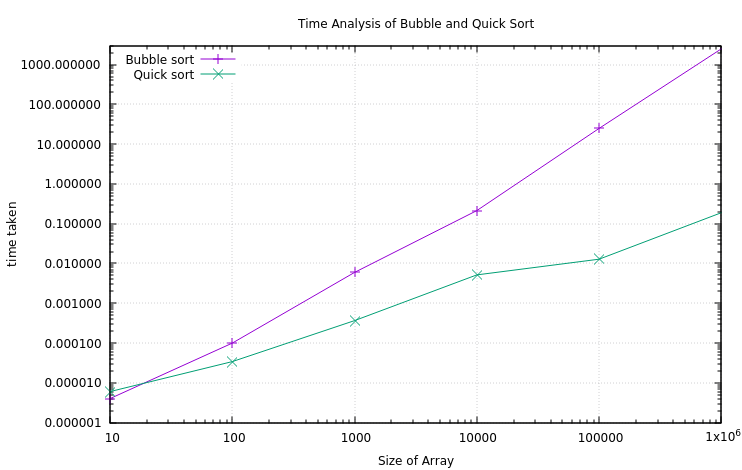 Time Analysis of Bubble and Quick Sort
Bubble sort
Quick sort
1000.000000
100.000000
10.000000
1.000000
0.100000
0.010000
0.001000
0.000100
0.000010
0.000001
time taken
10 100 1000 10000 100000 1x10⁶
Size of Array